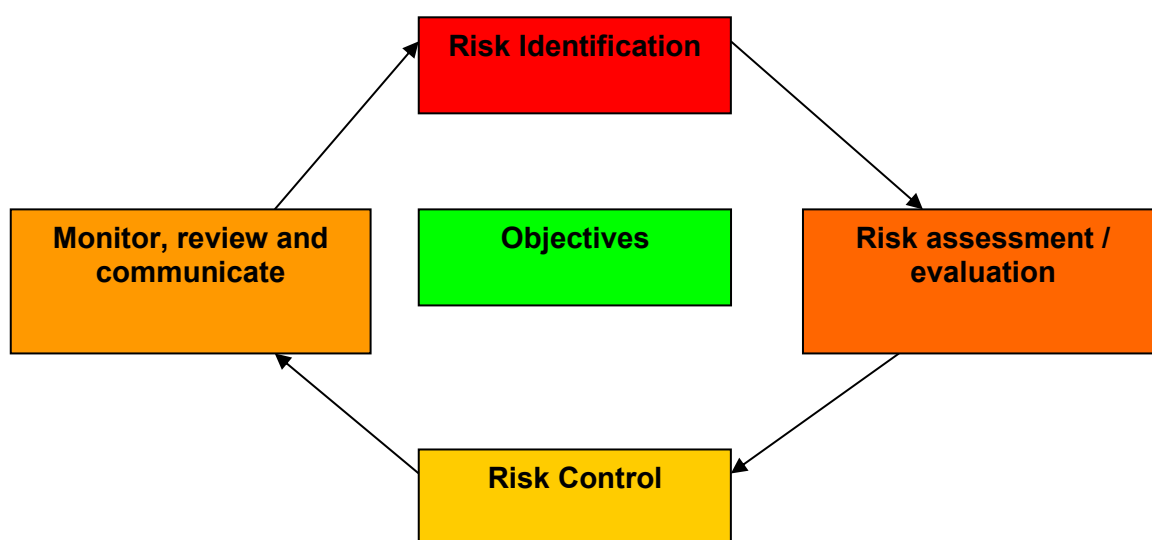 Risk Identification
Monitor, review and
communicate
Objectives
Risk assessment /
evaluation
Risk Control